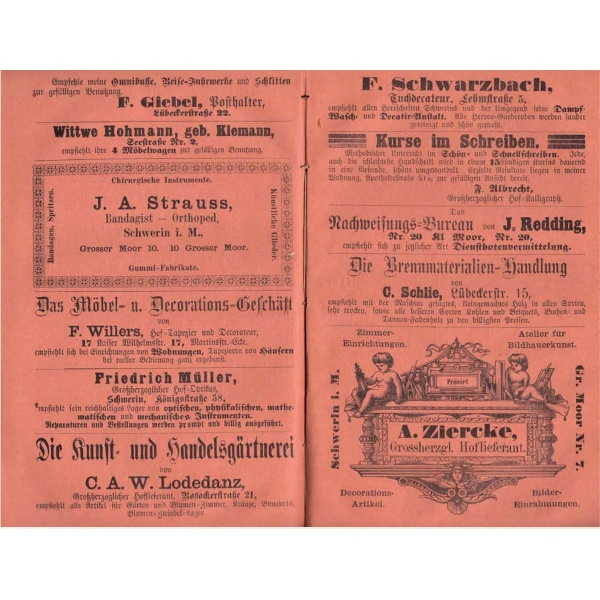 Empfehle meine Omnibusse, Reise-Fuhrwerke und Schlitten
zur gefälligen Benutzung.
F. Giebel, Posthalter,
Lübeckerstraße 22.
Wittwe Hohmann, geb. Klemann,
Seestraße Nr. 2,
empfiehlt ihre 4 Möbelwagen zur gefälligen Benutzung.
Chirurgische Instrumente.
Bandagen, Spritzen.
J. A. Strauss,
Bandagist — Orthoped,
Schwerin i. M.,
Grosser Moor 10. 10 Grosser Moor.
Künstliche Glieder.
Gummi-Fabrikate.
Das Möbel- u. Decorations-Geschäft
von
F. Willers, Hof-Tapezier und Decorateur,
17 Kaiser Wilhelmstr. 17, Martinstr.-Ecke.
empfiehlt sich bei Einrichtungen von Wohnungen, Tapezieren von Häusern
bei reeller Bedienung ganz ergebenst.
Friedrich Müller,
Großherzoglicher Hof-Optikus,
Schwerin, Königsstraße 58,
empfiehlt sein reichhaltiges Lager von optischen, physikalischen, mathe-
matischen und mechanischen Instrumenten.
Reparaturen und Bestellungen werden prompt und billig ausgeführt.
Die Kunst- und Handelsgärtnerei
von
C. A. W. Lodedanz,
Großherzoglicher Hoflieferant, Rostockerstraße 21,
empfiehlt alle Artikel für Gärten und Blumen-Zimmer, Kränze, Bouquets,
Blumen-Zwiebel-Lager.
F. Schwarzbach,
Tuchdecateur, Lehmstraße 5,
empfiehlt allen Herrschaften Schwerins und der Umgegend seine Dampf-
Wasch- und Decatir-Anstalt. Alle Herren-Garderoben werden sauber
gereinigt und schön geputzt.
Kurse im Schreiben.
Methodischer Unterricht im Schön- und Schnellschreiben. Jede,
auch die schlechteste Handschrift wird in einem 15stündigen Kursus dauernd
in eine fließende, schöne umgewandelt. Ergebenst Proben liegen in meiner
Wohnung, Apothekerstraße 51a, zur gefälligen Ansicht bereit.
F. Albrecht,
Großherzoglicher Hof-Kalligraph.
Das
Nachweisungs-Bureau von J. Redding,
Nr. 20 Kl Moor, Nr. 20,
empfiehlt sich zu jeglicher Art Dienstbotenvermittelung.
Die Brennmaterialien-Handlung
von
C. Sohlie, Lübeckerstr. 15,
empfiehlt mit der Maschine gesägtes, kleingemachtes Holz in allen Sorten,
sehr trocken, sowie alle besseren Sorten Kohlen und Briquets, Buchen- und
Tannen-Fadenholz zu den billigsten Preisen.
Zimmer-
Einrichtungen.
Atelier für
Bildhauerkunst.
Prämirt
Schwerin i. M.
A. Ziercke,
Grossherzgl. Hoflieferant.
Gr. Moor Nr. 7.
Decorations-
Artikel.
Bilder-
Einrahmungen.